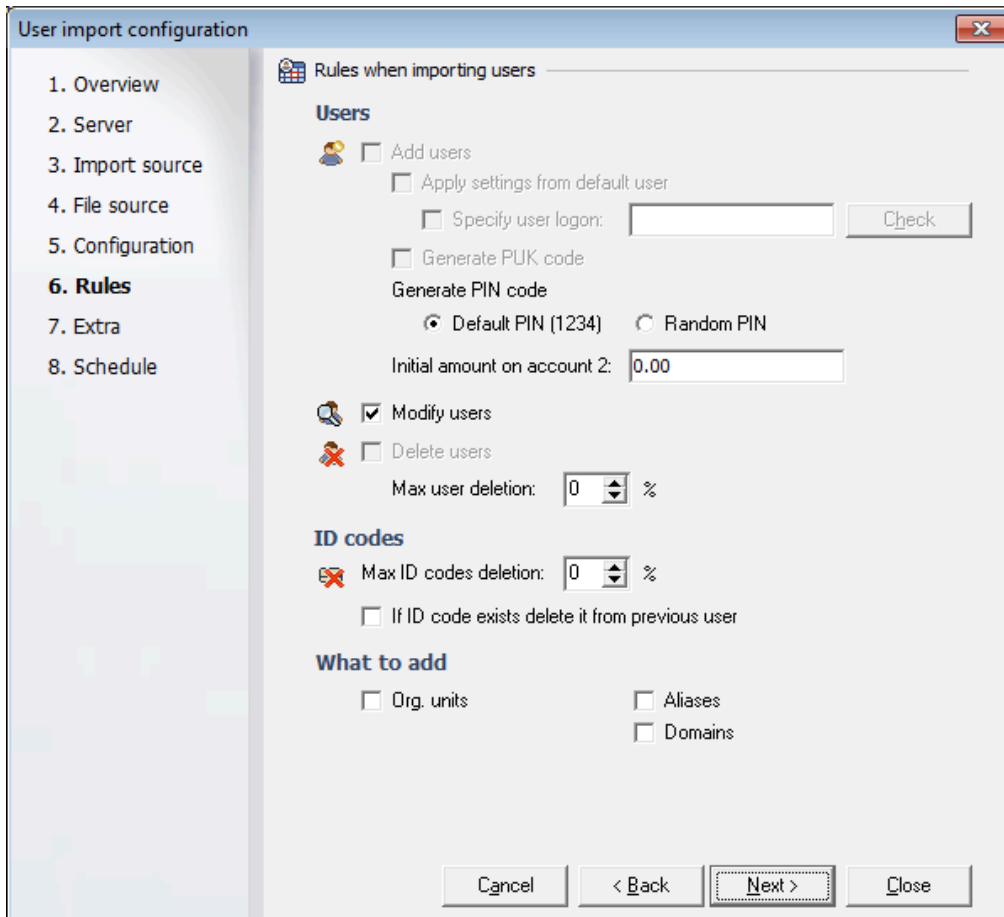 User import configuration
1. Overview
2. Server
3. Import source
4. File source
5. Configuration
6. Rules
7. Extra
8. Schedule
Rules when importing users
Users
Add users
Apply settings from default user
Specify user logon: Check
Generate PUK code
Generate PIN code
Default PIN (1234) Random PIN
Initial amount on account 2: 0.00
Modify users
Delete users
Max user deletion: 0 %
ID codes
Max ID codes deletion: 0 %
If ID code exists delete it from previous user
What to add
Org. units Aliases
Domains
Cancel < Back Next > Close